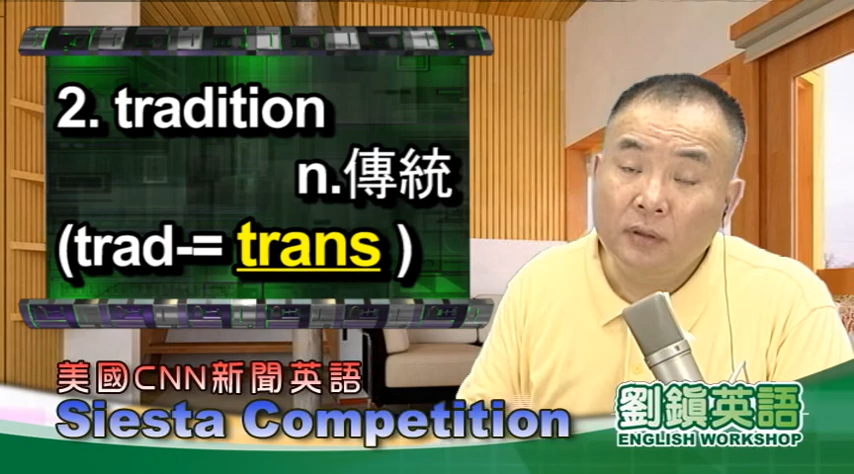 2. tradition
n.傳統
(trad-= trans )
美國CNN新聞英語
Siesta Competition
劉鎮英語
ENGLISH WORKSHOP